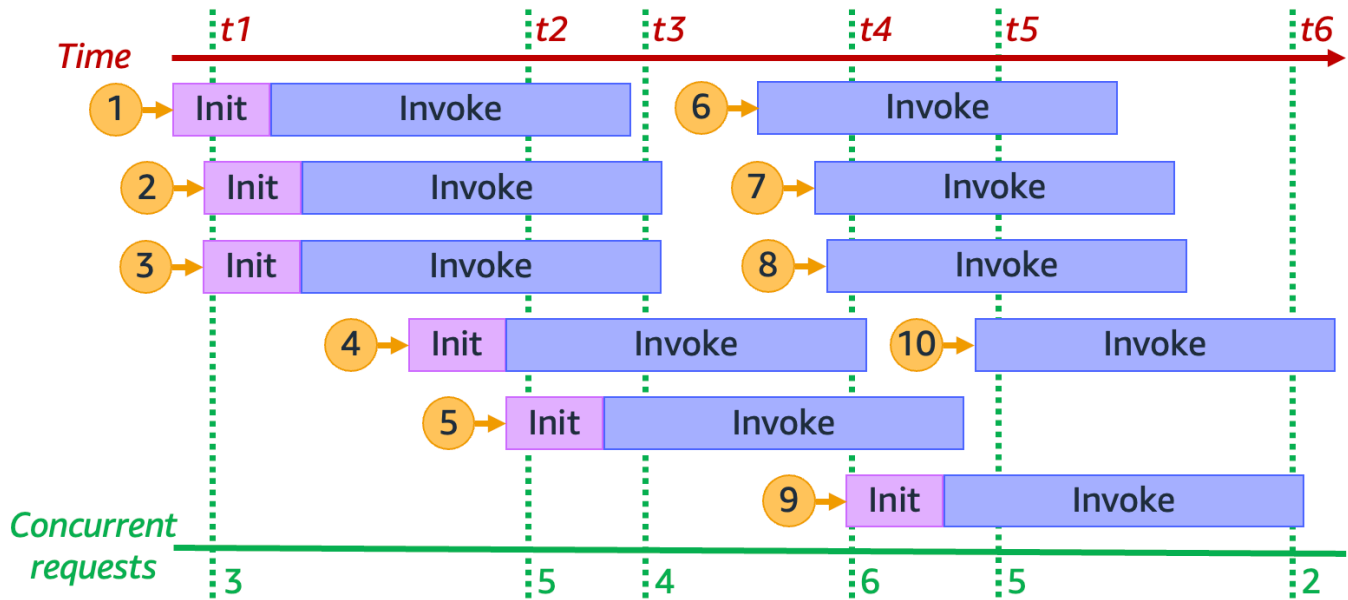 t1 t2 t3 t4 t5 t6
Time
1 Init Invoke 6 Invoke
2 Init Invoke 7 Invoke
3 Init Invoke 8 Invoke
4 Init Invoke 10 Invoke
5 Init Invoke
9 Init Invoke
Concurrent
requests
3 5 4 6 5 2